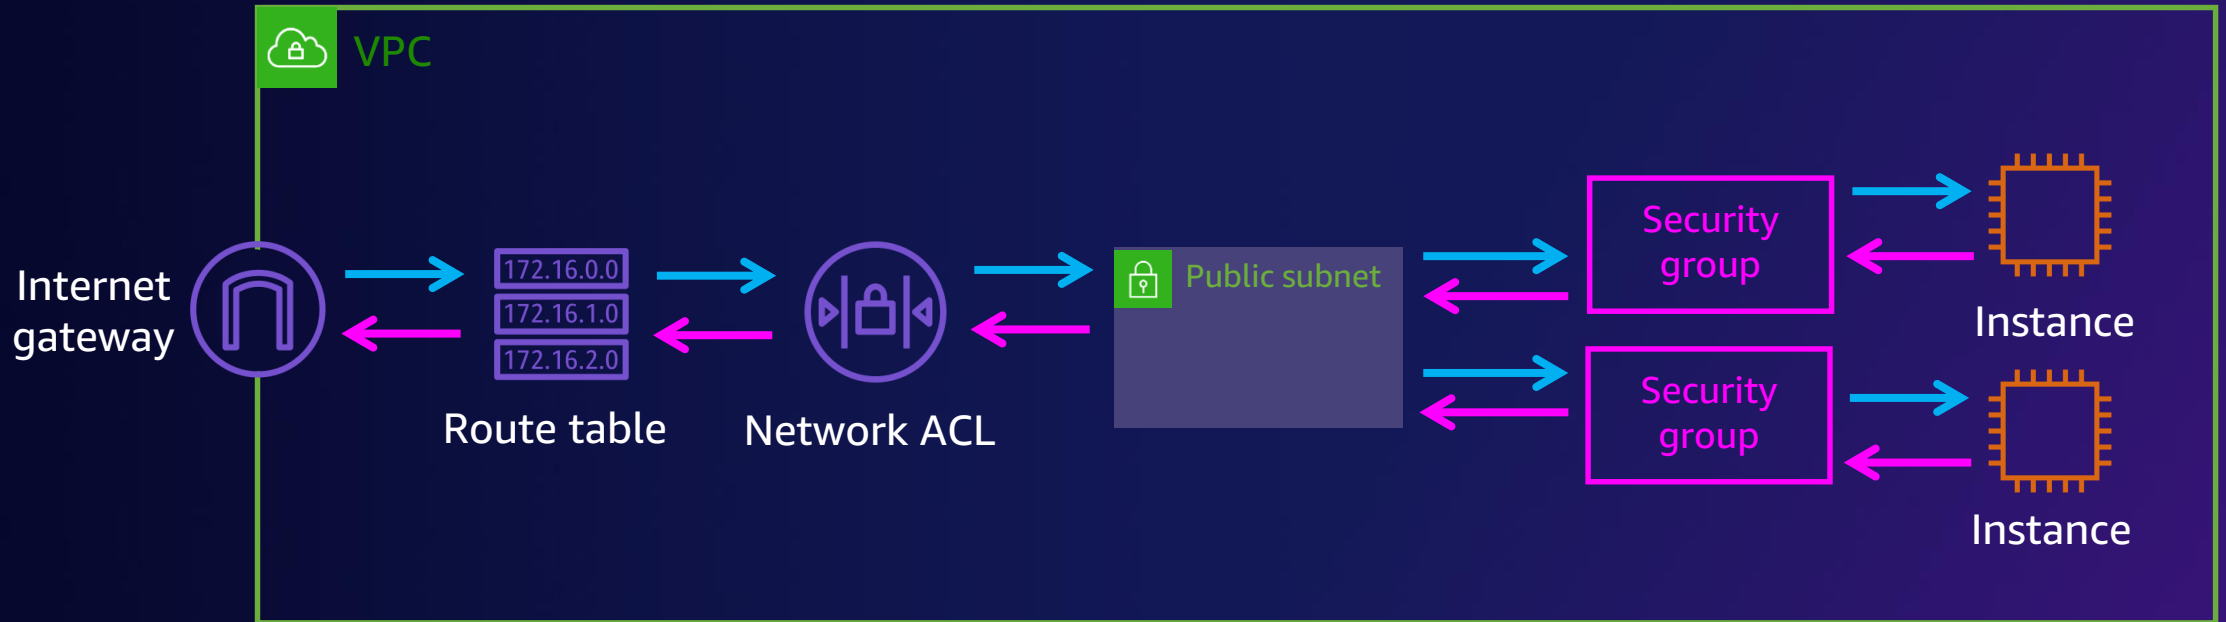 VPC
Internet
gateway
172.16.0.0
172.16.1.0
172.16.2.0
Route table
Network ACL
Public subnet
Security
group
Instance
Security
group
Instance